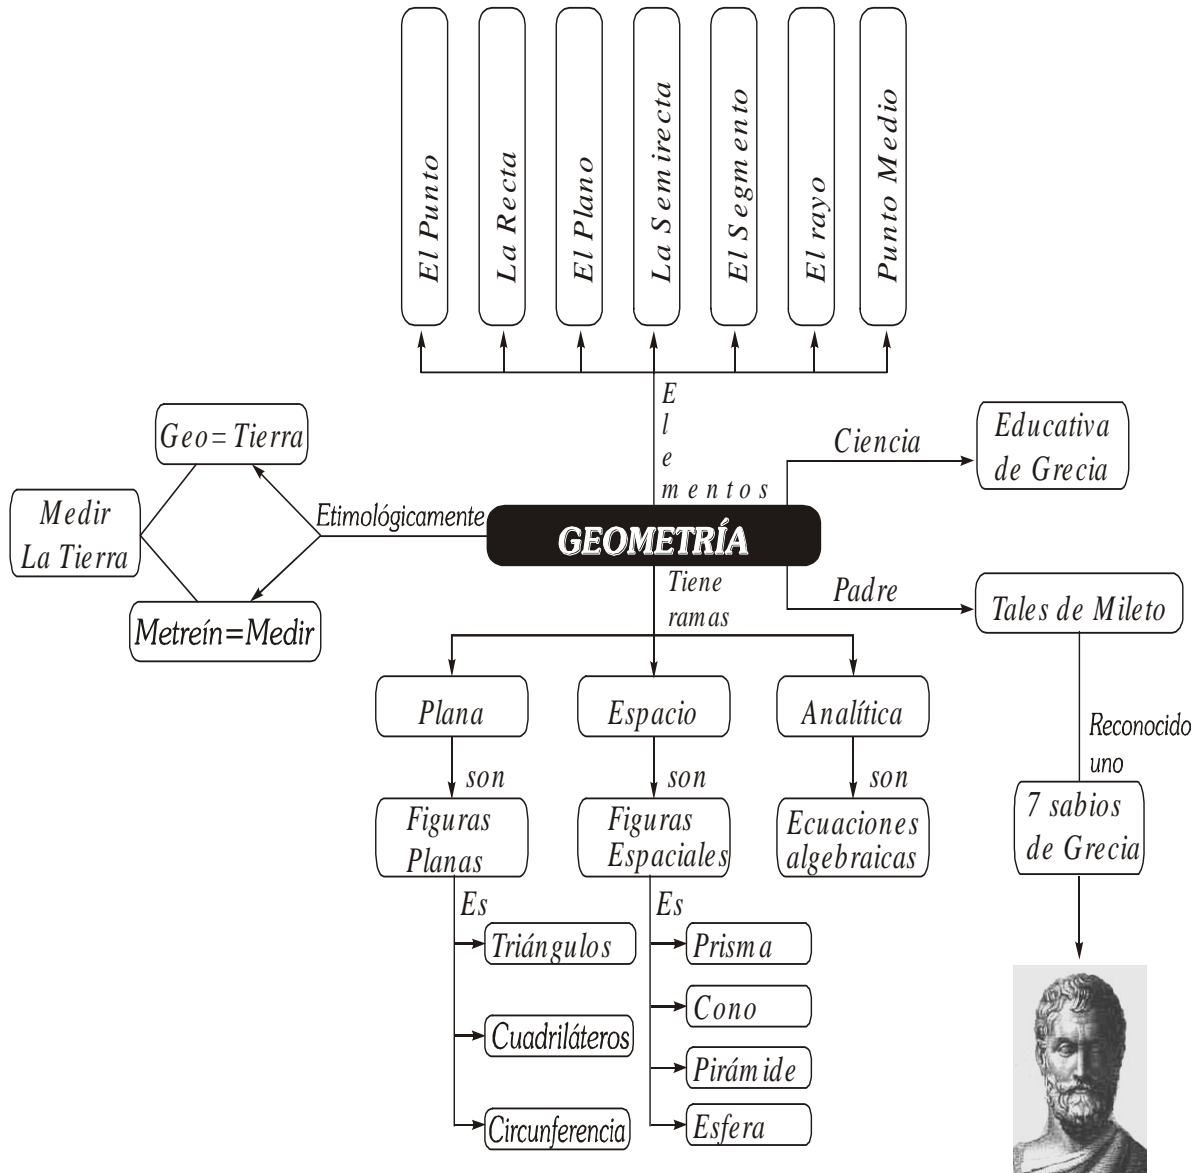 El Punto
La Recta
El Plano
La Semirecta
El Segmento
El rayo
Punto Medio
Elementos
Geo=Tierra
Medir
La Tierra
Metreín=Medir
Etimológicamente
GEOMETRÍA
Ciencia
Educativa
de Grecia
Padre
Tales de Mileto
Reconocido
uno
7 sabios
de Grecia
Tiene
ramas
Plana
Espacio
Analítica
son
son
son
Figuras
Planas
Figuras
Espaciales
Ecuaciones
algebraicas
Es
Triángulos
Cuadriláteros
Circunferencia
Es
Prisma
Cono
Pirámide
Esfera